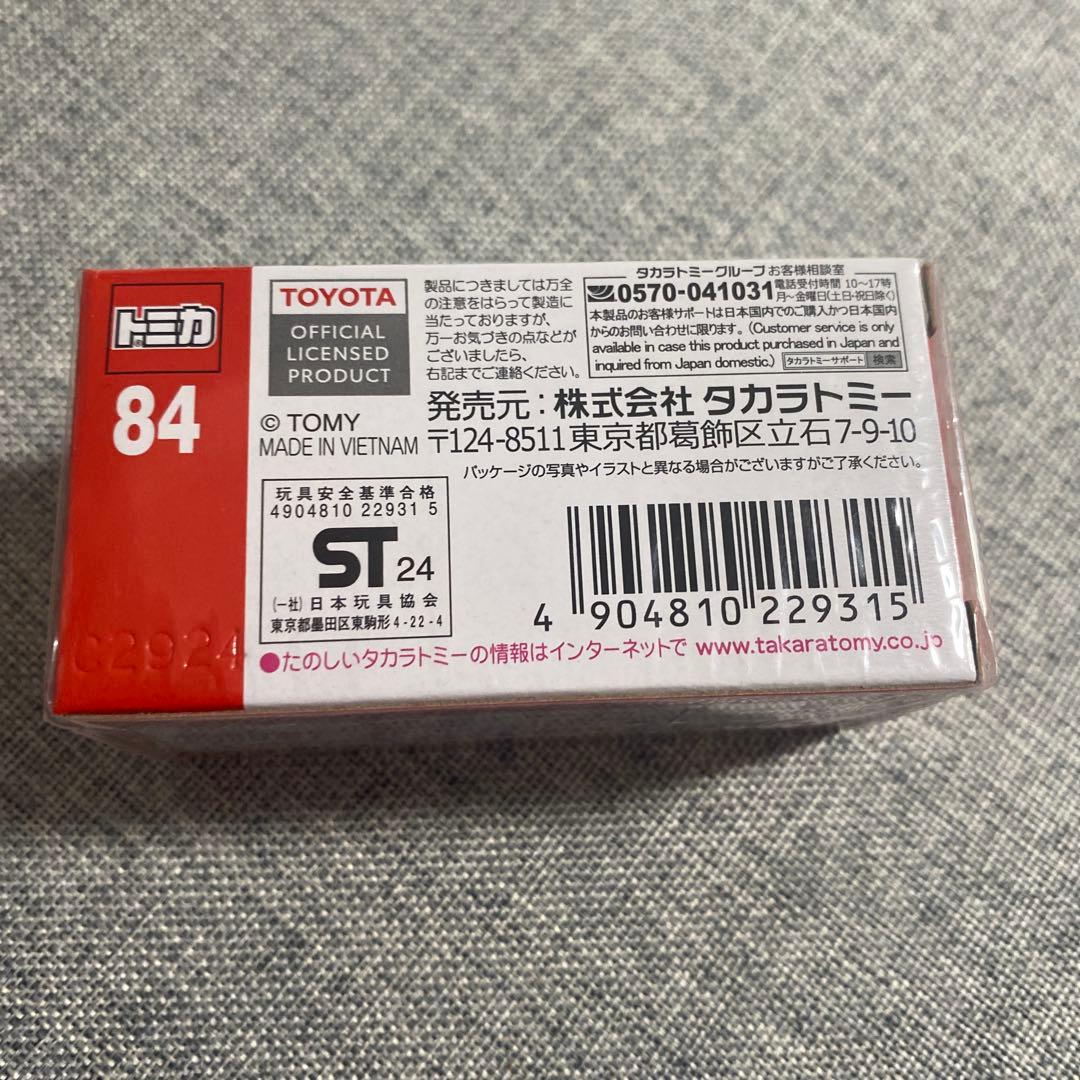 トミカ
84
C2924
TOYOTA
OFFICIAL
LICENSED
PRODUCT
© TOMY
MADE IN VIETNAM
製品につきましては万全
の注意をはらって製造に
当たっておりますが、
万一お気づきの点などが
ございましたら、
右記までご連絡ください。
タカラトミーグループ お客様相談室
0570-041031 電話受付時間 10〜17時
月〜金曜日(土日・祝日除く)
本製品のお客様サポートは日本国内でのご購入かつ日本国内
からのお問い合わせに限ります。(Customer service is only
available in case this product purchased in Japan and
inquired from Japan domestic.) タカラトミーサポート 検索
発売元：株式会社 タカラトミー
〒124-8511 東京都葛飾区立石7-9-10
パッケージの写真やイラストと異なる場合がございますがご了承ください。
玩具安全基準合格
4904810 22931 5
ST 24
(一社) 日本玩具協会
東京都墨田区東駒形 4-22-4
4 904810 229315
●たのしいタカラトミーの情報はインターネットで www.takaratomy.co.jp